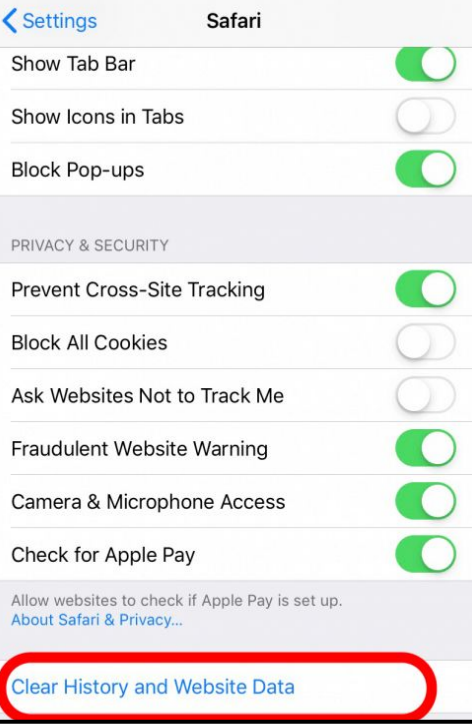 Settings
Safari
Show Tab Bar
Show Icons in Tabs
Block Pop-ups
PRIVACY & SECURITY
Prevent Cross-Site Tracking
Block All Cookies
Ask Websites Not to Track Me
Fraudulent Website Warning
Camera & Microphone Access
Check for Apple Pay
Allow websites to check if Apple Pay is set up.
About Safari & Privacy...
Clear History and Website Data